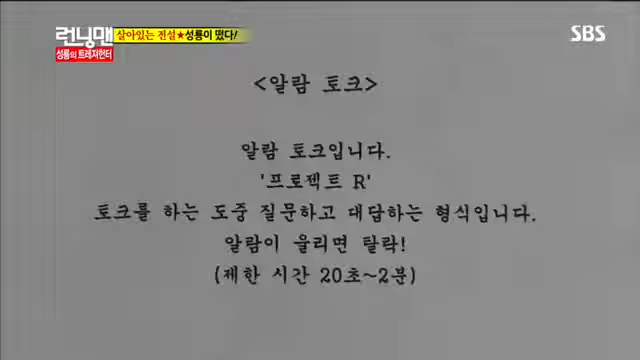 런닝맨 살아있는 전설★성룡이 떴다!
성룡의 트레저헌터
SBS
<알람 토크>
알람 토크입니다.
'프로젝트 R'
토크를 하는 도중 질문하고 대답하는 형식입니다.
알람이 울리면 탈락!
(제한 시간 20초~2분)